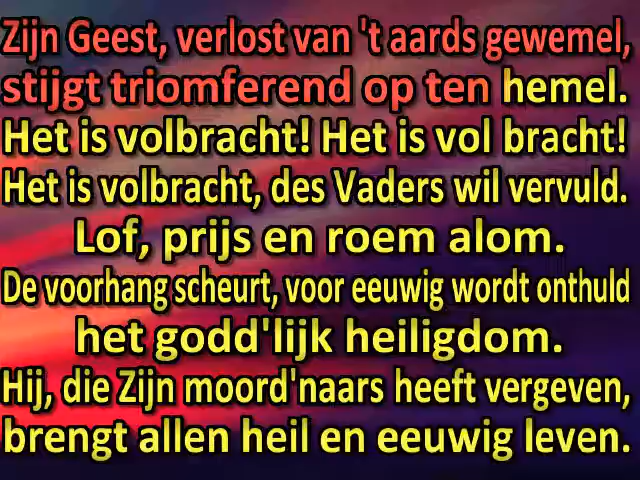 Zijn Geest, verlost van 't aards gewemel,
stijgt triomferend op ten hemel.
Het is volbracht! Het is vol bracht!
Het is volbracht, des Vaders wil vervuld.
Lof, prijs en roem alom.
De voorhang scheurt, voor eeuwig wordt onthuld
het godd'lijk heiligdom.
Hij, die Zijn moord'naars heeft vergeven,
brengt allen heil en eeuwig leven.